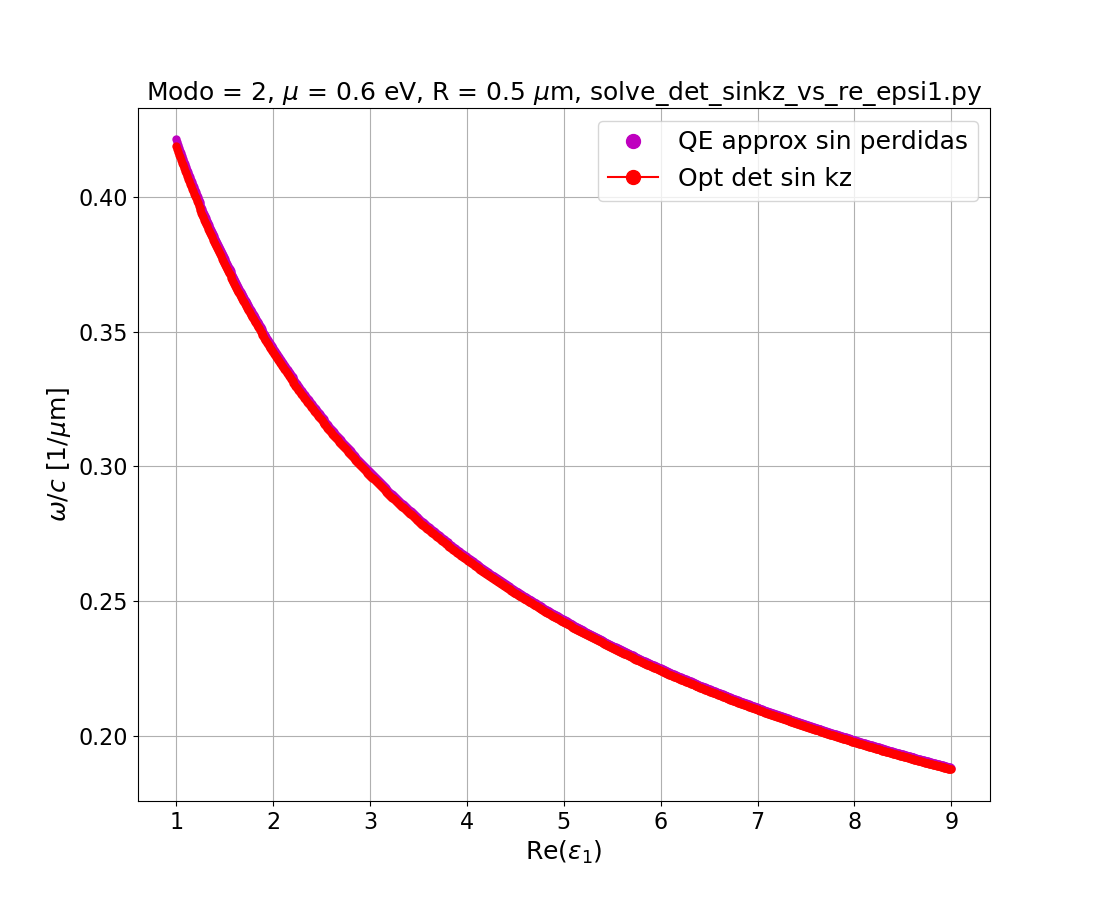 Modo = 2, μ = 0.6 eV, R = 0.5 μm, solve_det_sinkz_vs_re_epsi1.py
QE approx sin perdidas
Opt det sin kz
0.40
0.35
0.30
0.25
0.20
ω/c [1/μm]
1 2 3 4 5 6 7 8 9
Re(ε₁)